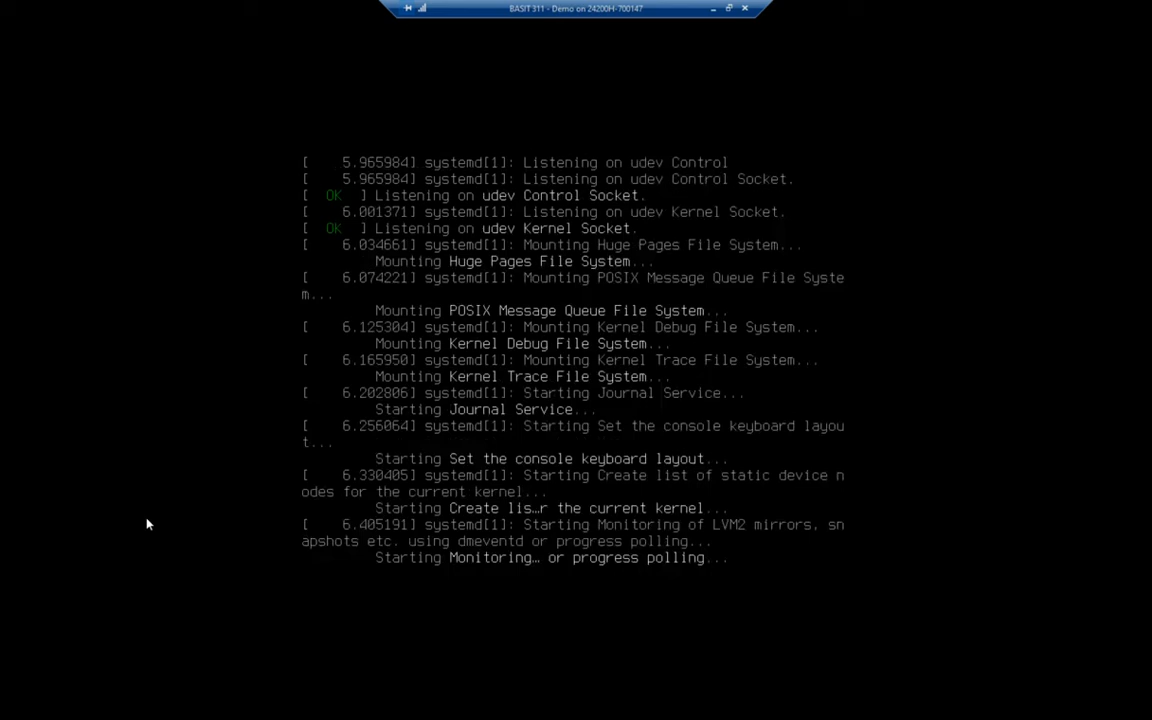 BASIT 311 - Demo on 24200H-700147
[    5.965984] systemd[1]: Listening on udev Control
[    5.965984] systemd[1]: Listening on udev Control Socket.
[  OK  ] Listening on udev Control Socket.
[    6.001371] systemd[1]: Listening on udev Kernel Socket.
[  OK  ] Listening on udev Kernel Socket.
[    6.034661] systemd[1]: Mounting Huge Pages File System...
Mounting Huge Pages File System...
[    6.074221] systemd[1]: Mounting POSIX Message Queue File Syste
m...
Mounting POSIX Message Queue File System...
[    6.125304] systemd[1]: Mounting Kernel Debug File System...
Mounting Kernel Debug File System...
[    6.165950] systemd[1]: Mounting Kernel Trace File System...
Mounting Kernel Trace File System...
[    6.202806] systemd[1]: Starting Journal Service...
Starting Journal Service...
[    6.256064] systemd[1]: Starting Set the console keyboard layou
t...
Starting Set the console keyboard layout...
[    6.330405] systemd[1]: Starting Create list of static device n
odes for the current kernel...
Starting Create lis…r the current kernel...
[    6.405191] systemd[1]: Starting Monitoring of LVM2 mirrors, sn
apshots etc. using dmeventd or progress polling...
Starting Monitoring… or progress polling...